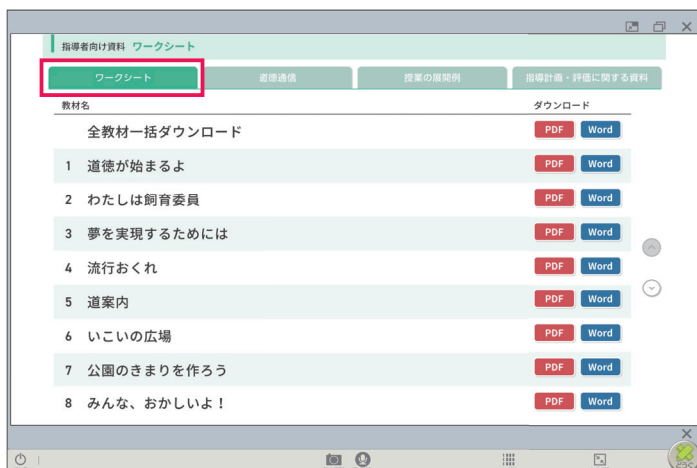 指導者向け資料 ワークシート
ワークシート 道徳通信 授業の展開例 指導計画・評価に関する資料
教材名 ダウンロード
全教材一括ダウンロード PDF Word
1 道徳が始まるよ PDF Word
2 わたしは飼育委員 PDF Word
3 夢を実現するためには PDF Word
4 流行おくれ PDF Word
5 道案内 PDF Word
6 いこいの広場 PDF Word
7 公園のきまりを作ろう PDF Word
8 みんな、おかしいよ！ PDF Word